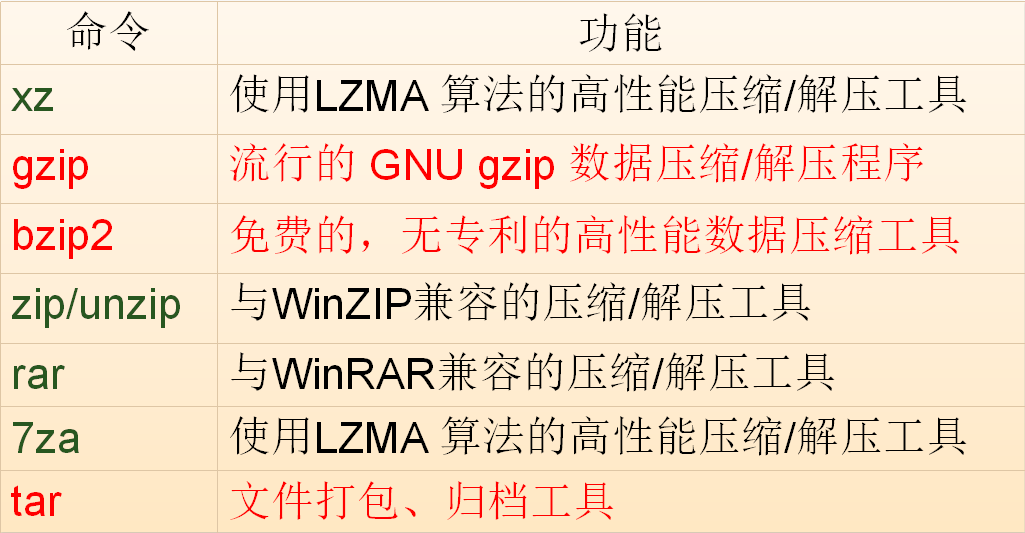 命令 功能
xz 使用LZMA 算法的高性能压缩/解压工具
gzip 流行的 GNU gzip 数据压缩/解压程序
bzip2 免费的，无专利的高性能数据压缩工具
zip/unzip 与WinZIP兼容的压缩/解压工具
rar 与WinRAR兼容的压缩/解压工具
7za 使用LZMA 算法的高性能压缩/解压工具
tar 文件打包、归档工具